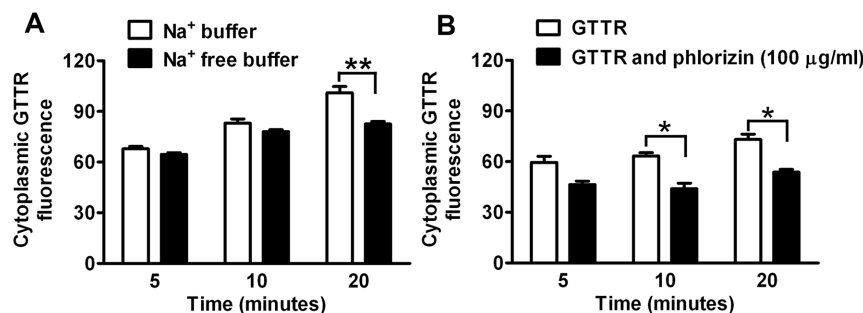 A
Na⁺ buffer
Na⁺ free buffer
Cytoplasmic GTTR
fluorescence
120
90
60
30
0
**
5 10 20
Time (minutes)
B
GTTR
GTTR and phlorizin (100 µg/ml)
Cytoplasmic GTTR
fluorescence
120
90
60
30
0
*
*
5 10 20
Time (minutes)